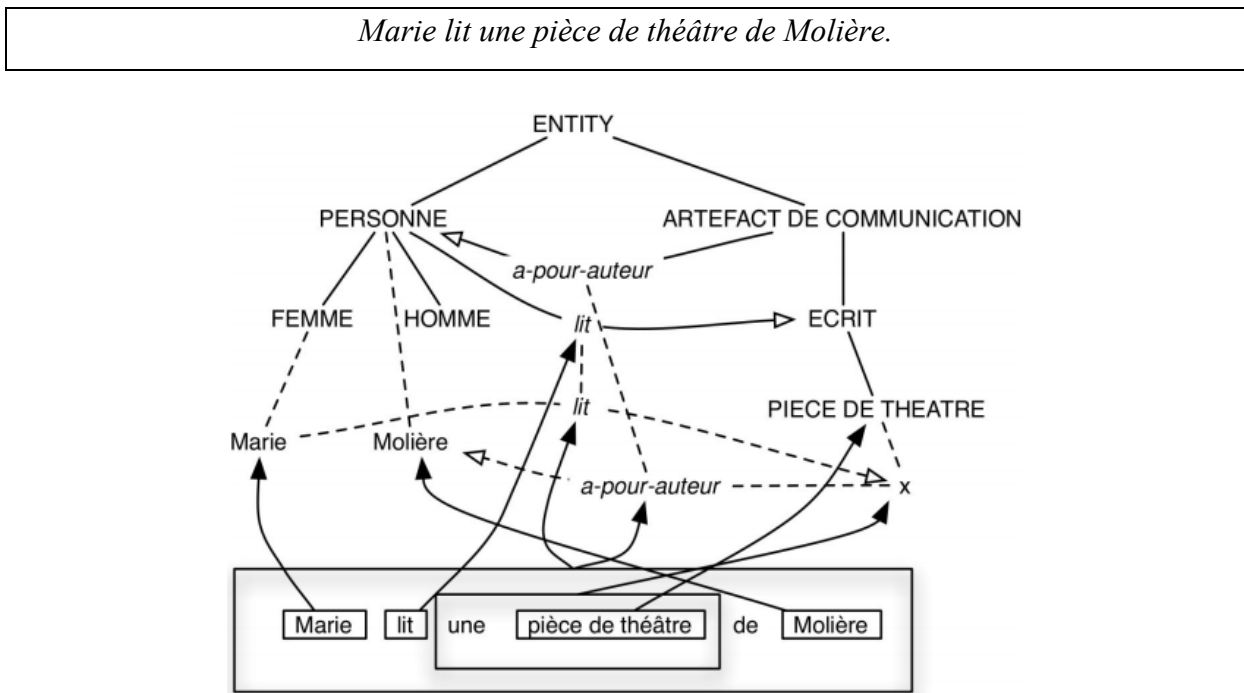 Marie lit une pièce de théâtre de Molière.
ENTITY
PERSONNE ARTEFACT DE COMMUNICATION
a-pour-auteur
FEMME HOMME lit ECRIT
lit PIECE DE THEATRE
Marie Molière
a-pour-auteur x
Marie lit une pièce de théâtre de Molière